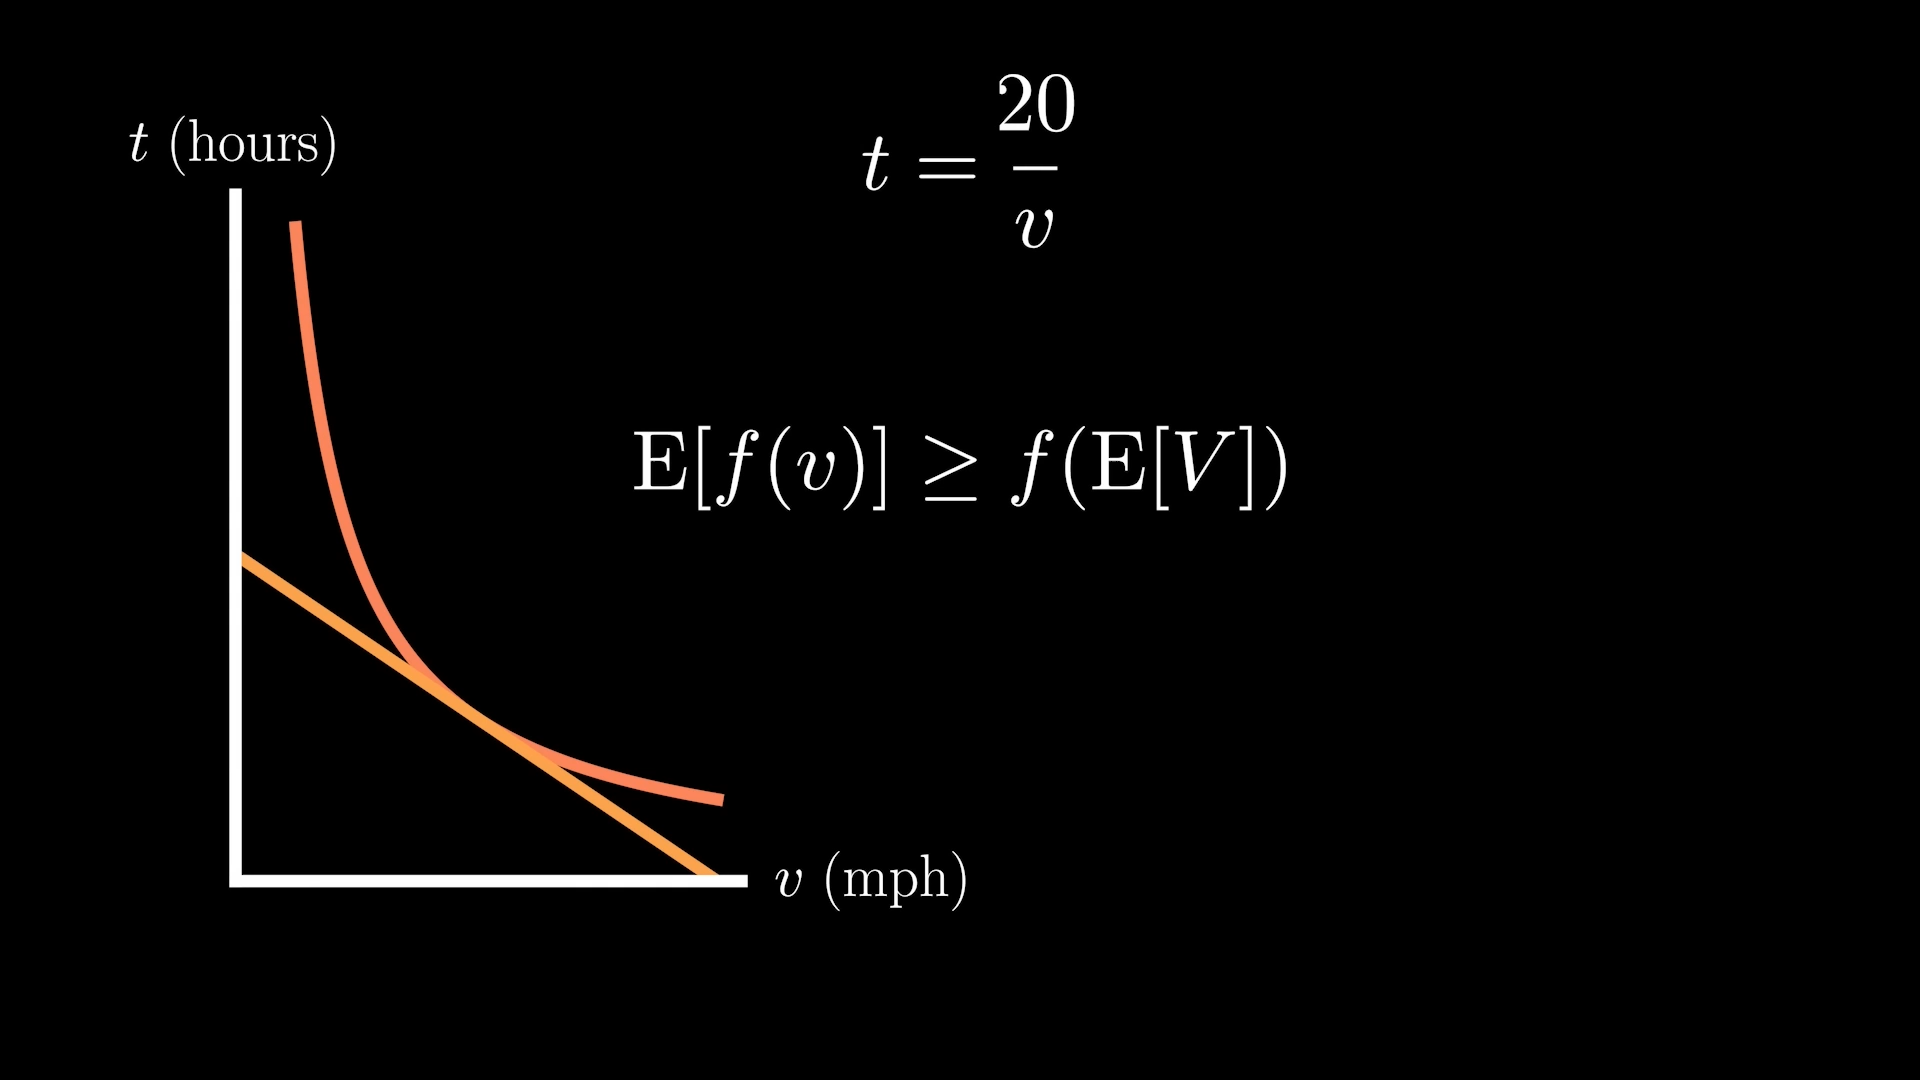 t (hours)
t = 20/v
E[f(v)] ≥ f(E[V])
v (mph)